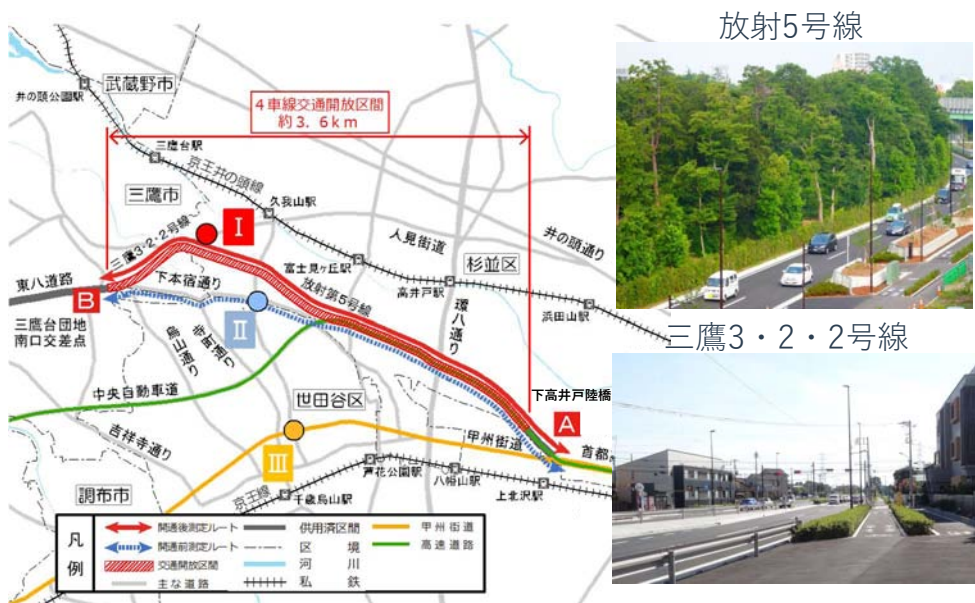 放射5号線
三鷹3・2・2号線
武蔵野市
井の頭公園駅
4車線交通開放区間
約3.6km
三鷹台駅
京王井の頭線
三鷹市
久我山駅
人見街道
井の頭通り
三鷹3・2・2号線
I
富士見ヶ丘駅
杉並区
東八道路
下本宿通り
放射第5号線
高井戸駅
環八通り
浜田山駅
B
II
三鷹台団地
南口交差点
烏山通り
寺町通り
下高井戸陸橋
中央自動車道
世田谷区
A
吉祥寺通り
甲州街道
首都
III
芦花公園駅
八幡山駅
京王線
上北沢駅
調布市
千歳烏山駅
凡例
開通後測定ルート
供用済区間
甲州街道
開通前測定ルート
区境
高速道路
交通開放区間
河川
主な道路
私鉄